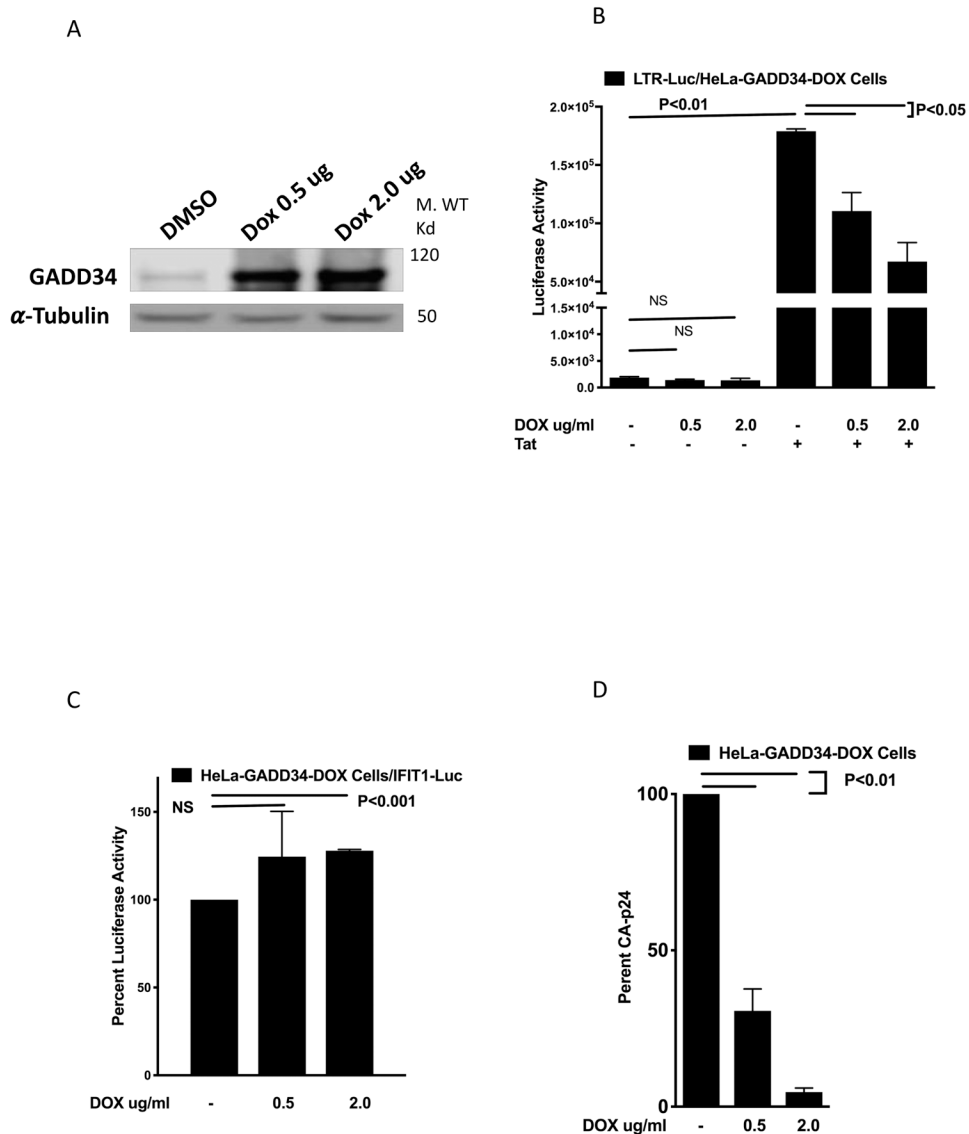 A
DMSO
Dox 0.5 ug
Dox 2.0 ug
M. WT
Kd
120
GADD34
α-Tubulin
50
B
LTR-Luc/HeLa-GADD34-DOX Cells
P<0.01
P<0.05
2.0×10⁵
1.5×10⁵
1.0×10⁵
5.0×10⁴
1.5×10⁴
1.0×10⁴
5.0×10³
0.0
Luciferase Activity
NS
NS
DOX ug/ml - 0.5 2.0 - 0.5 2.0
Tat - - - + + +
C
HeLa-GADD34-DOX Cells/IFIT1-Luc
NS
P<0.001
150
100
50
0
Percent Luciferase Activity
DOX ug/ml - 0.5 2.0
D
HeLa-GADD34-DOX Cells
P<0.01
100
50
0
Perent CA-p24
DOX ug/ml - 0.5 2.0